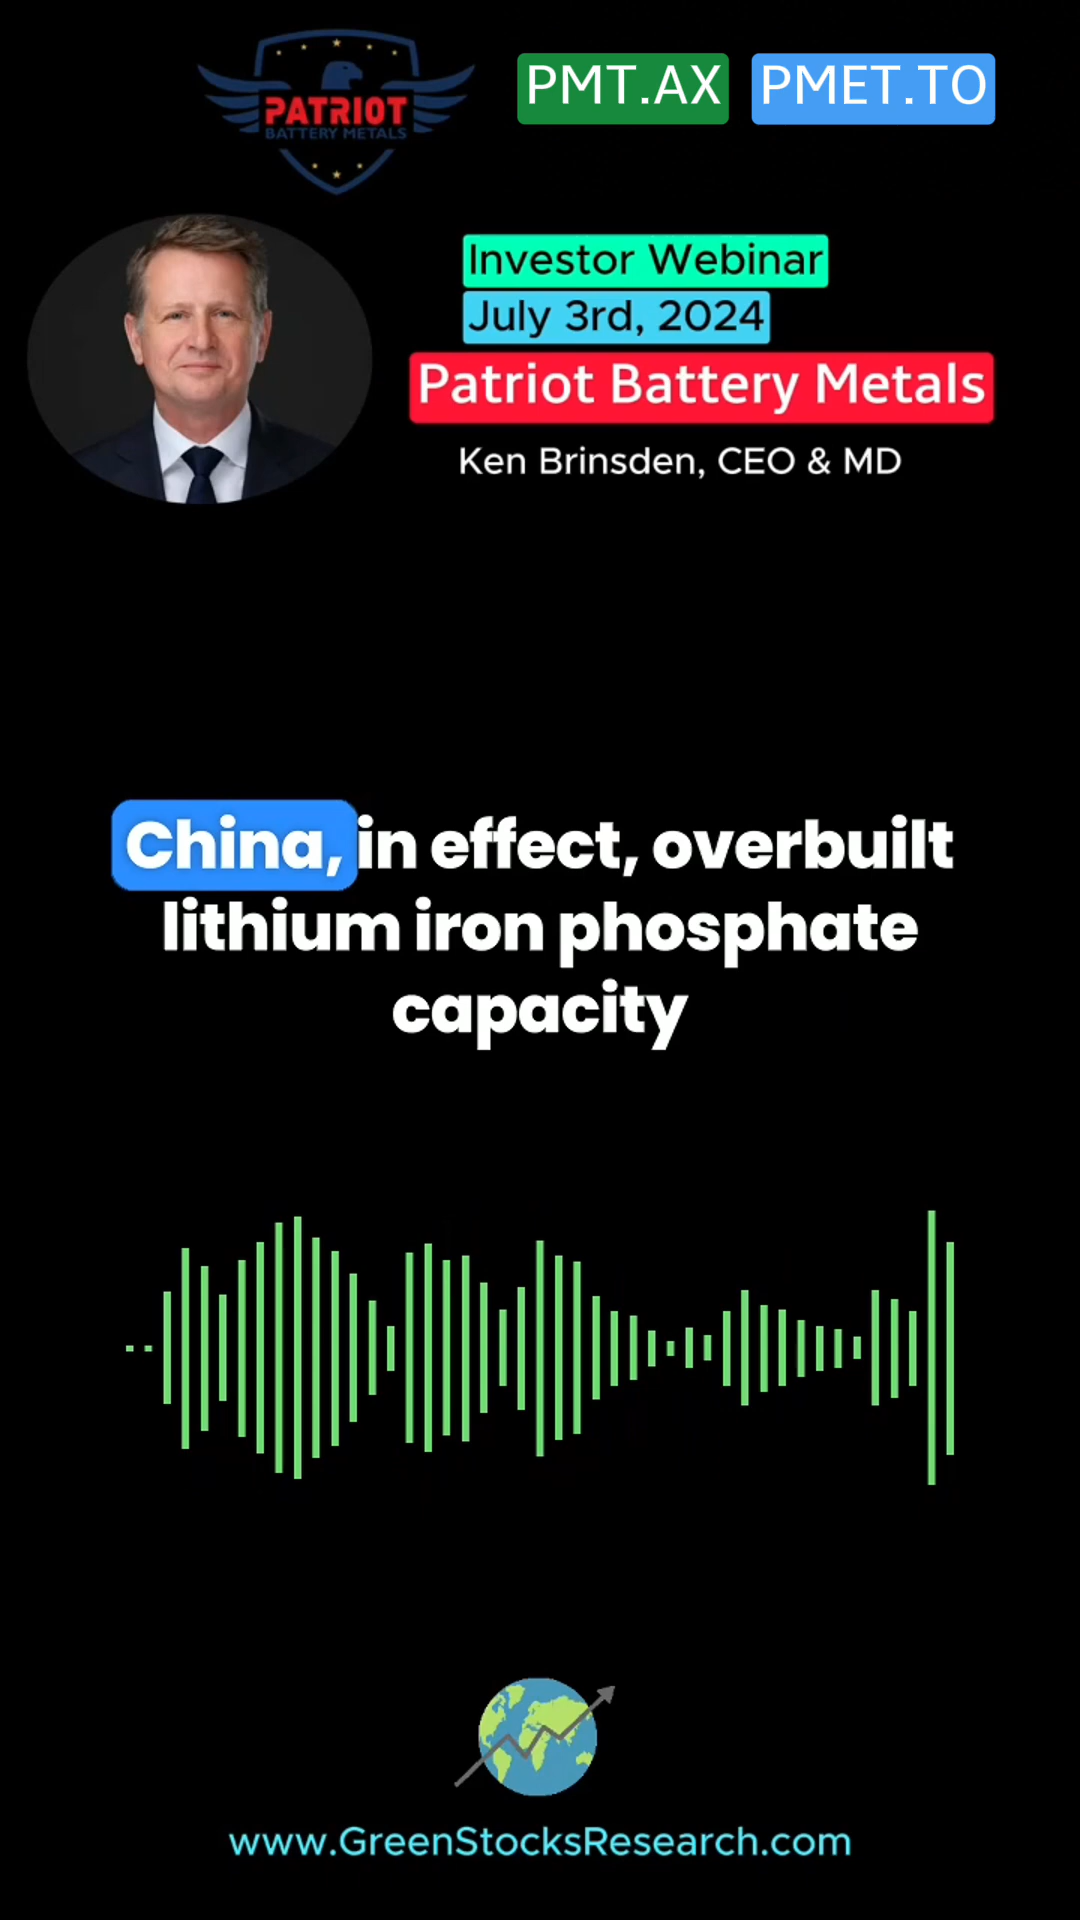 PATRIOT
BATTERY METALS
PMT.AX
PMET.TO
Investor Webinar
July 3rd, 2024
Patriot Battery Metals
Ken Brinsden, CEO & MD
China, in effect, overbuilt
lithium iron phosphate
capacity
www.GreenStocksResearch.com